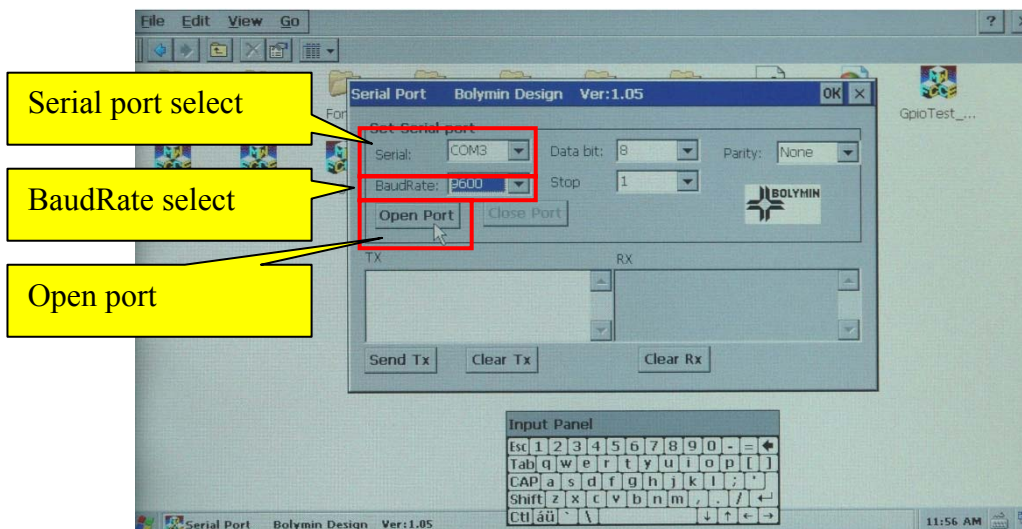 File Edit View Go ?
Serial port select
BaudRate select
Open port
Serial Port Bolymin Design Ver:1.05 OK ×
For
GpioTest_...
Set Serial port
Serial: COM3 Data bit: 8 Parity: None
BaudRate: 9600 Stop 1
BOLYMIN
Open Port Close Port
TX RX
Send Tx Clear Tx Clear Rx
Input Panel
Esc 1 2 3 4 5 6 7 8 9 0 - =
Tab q w e r t y u i o p [ ]
CAP a s d f g h j k l ; '
Shift z x c v b n m , . /
Ctl áü ` \ ↓ ↑ ← →
Serial Port Bolymin Design Ver:1.05 11:56 AM